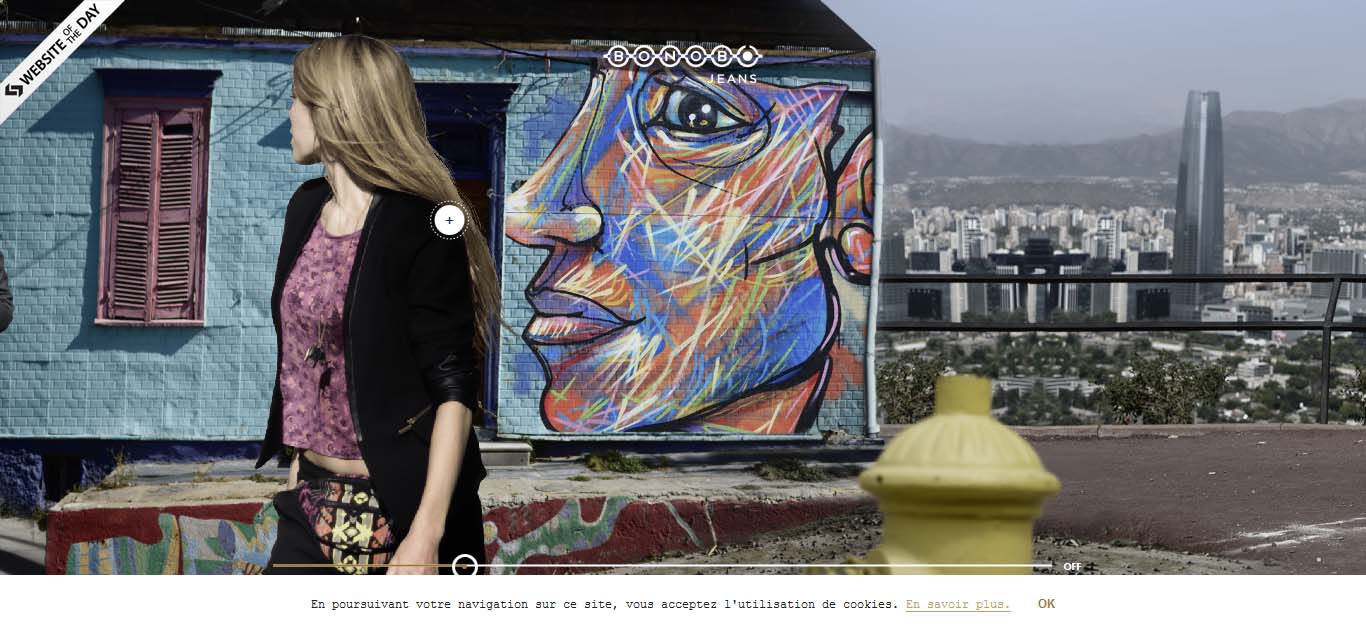 WEBSITE OF THE DAY
BONOBO
JEANS
OFF
En poursuivant votre navigation sur ce site, vous acceptez l'utilisation de cookies. En savoir plus. OK